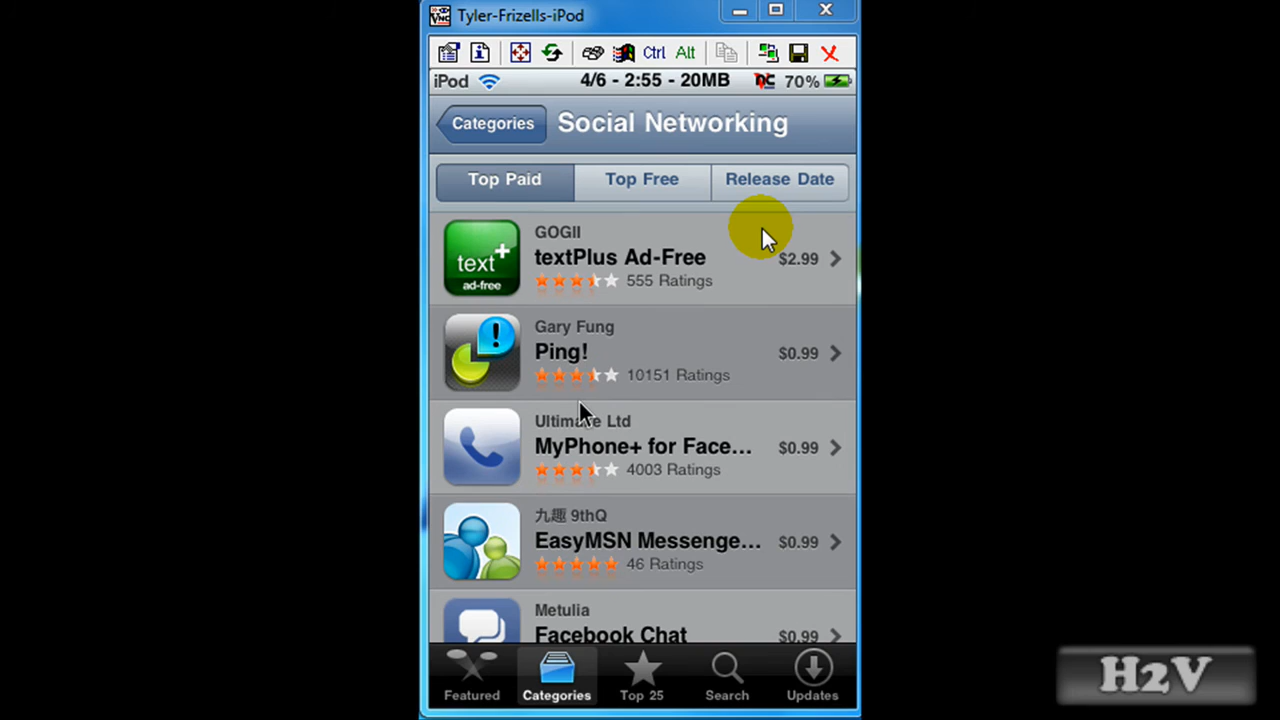 Tyler-Frizells-iPod
Ctrl Alt
iPod 4/6 - 2:55 - 20MB 70%
Categories Social Networking
Top Paid Top Free Release Date
GOGII
textPlus Ad-Free
$2.99
555 Ratings
text+
ad-free
Gary Fung
Ping!
$0.99
10151 Ratings
!
Ultimate Ltd
MyPhone+ for Face...
$0.99
4003 Ratings
九趣 9thQ
EasyMSN Messenge...
$0.99
46 Ratings
Metulia
Facebook Chat
$0.99
Featured Categories Top 25 Search Updates
H2V